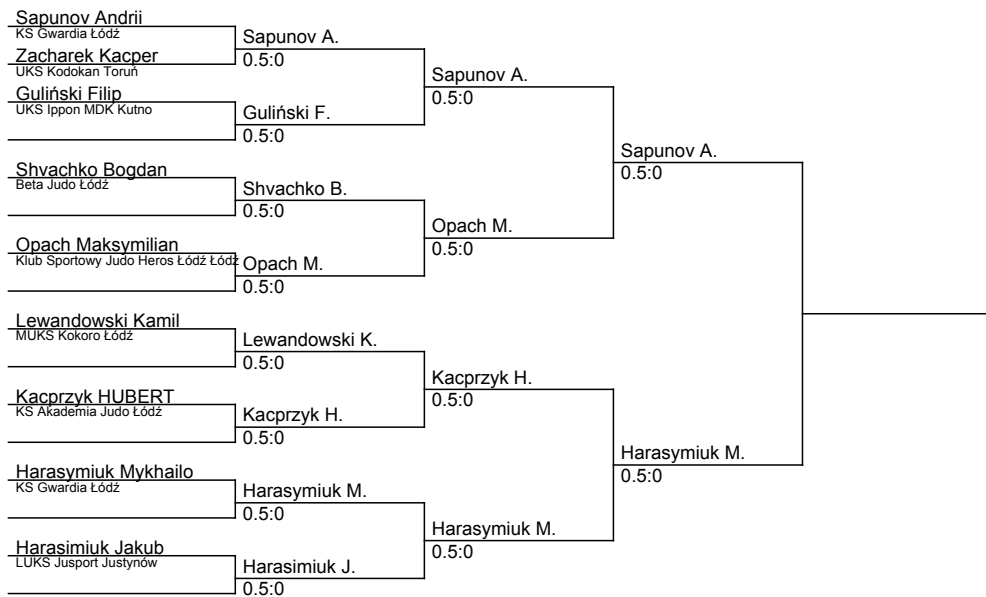 Sapunov Andrii
KS Gwardia Łódź
Zacharek Kacper
UKS Kodokan Toruń
Guliński Filip
UKS Ippon MDK Kutno
Shvachko Bogdan
Beta Judo Łódź
Opach Maksymilian
Klub Sportowy Judo Heros Łódź Łódź
Lewandowski Kamil
MUKS Kokoro Łódź
Kacprzyk HUBERT
KS Akademia Judo Łódź
Harasymiuk Mykhailo
KS Gwardia Łódź
Harasimiuk Jakub
LUKS Jusport Justynów
Sapunov A.
0.5:0
Guliński F.
0.5:0
Shvachko B.
0.5:0
Opach M.
0.5:0
Lewandowski K.
0.5:0
Kacprzyk H.
0.5:0
Harasymiuk M.
0.5:0
Harasimiuk J.
0.5:0
Sapunov A.
0.5:0
Opach M.
0.5:0
Kacprzyk H.
0.5:0
Harasymiuk M.
0.5:0
Sapunov A.
0.5:0
Harasymiuk M.
0.5:0